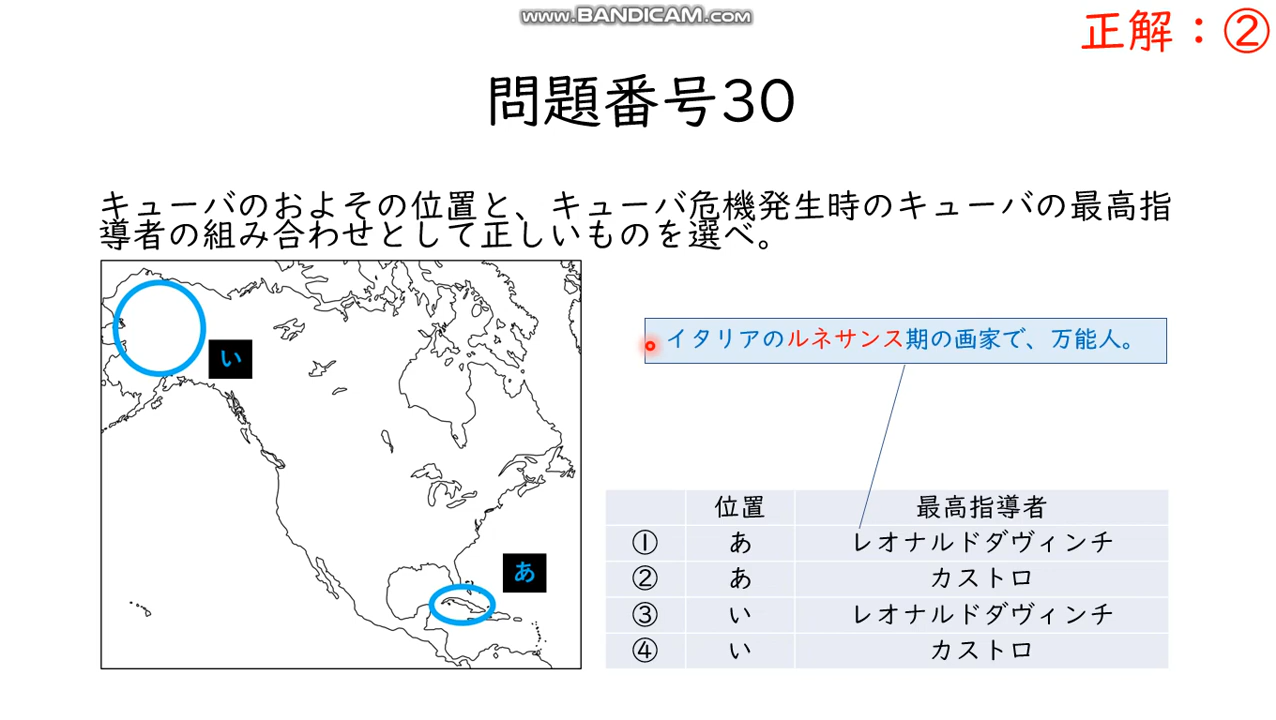 www.BANDICAM.com
正解：②
問題番号30
キューバのおよその位置と、キューバ危機発生時のキューバの最高指
導者の組み合わせとして正しいものを選べ。
い
あ
イタリアのルネサンス期の画家で、万能人。
位置 最高指導者
① あ レオナルドダヴィンチ
② あ カストロ
③ い レオナルドダヴィンチ
④ い カストロ